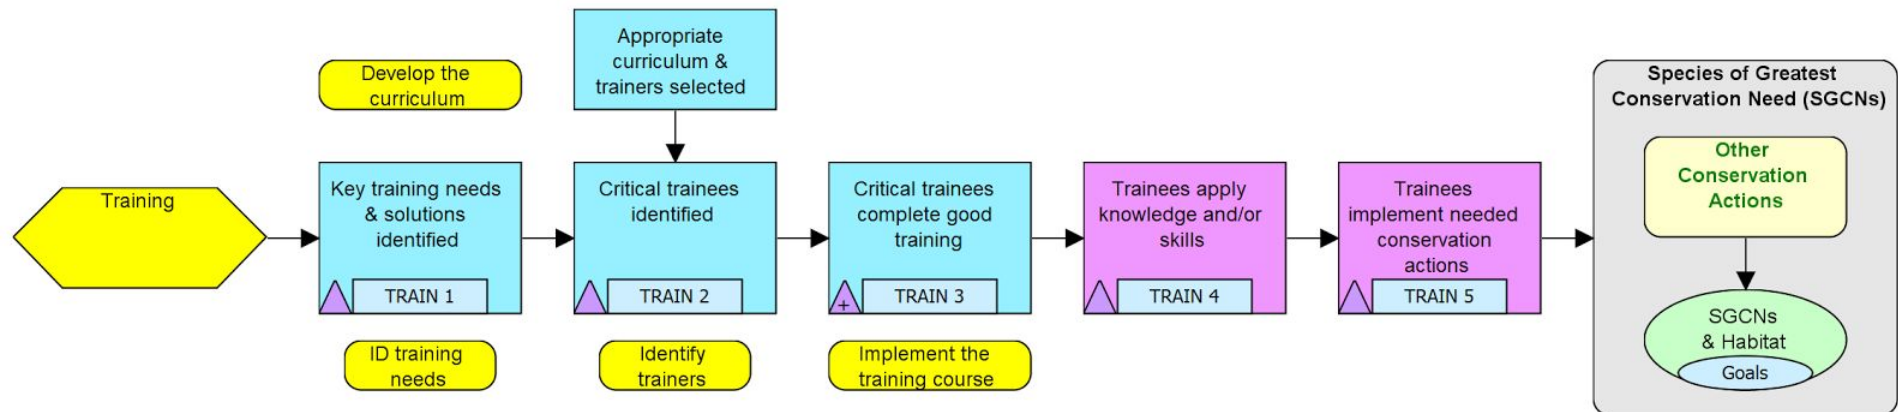 Training
Develop the
curriculum
Key training needs
& solutions
identified
TRAIN 1
ID training
needs
Appropriate
curriculum &
trainers selected
Critical trainees
identified
TRAIN 2
Identify
trainers
Critical trainees
complete good
training
+
TRAIN 3
Implement the
training course
Trainees apply
knowledge and/or
skills
TRAIN 4
Trainees
implement needed
conservation
actions
TRAIN 5
Species of Greatest
Conservation Need (SGCNs)
Other
Conservation
Actions
SGCNs
& Habitat
Goals